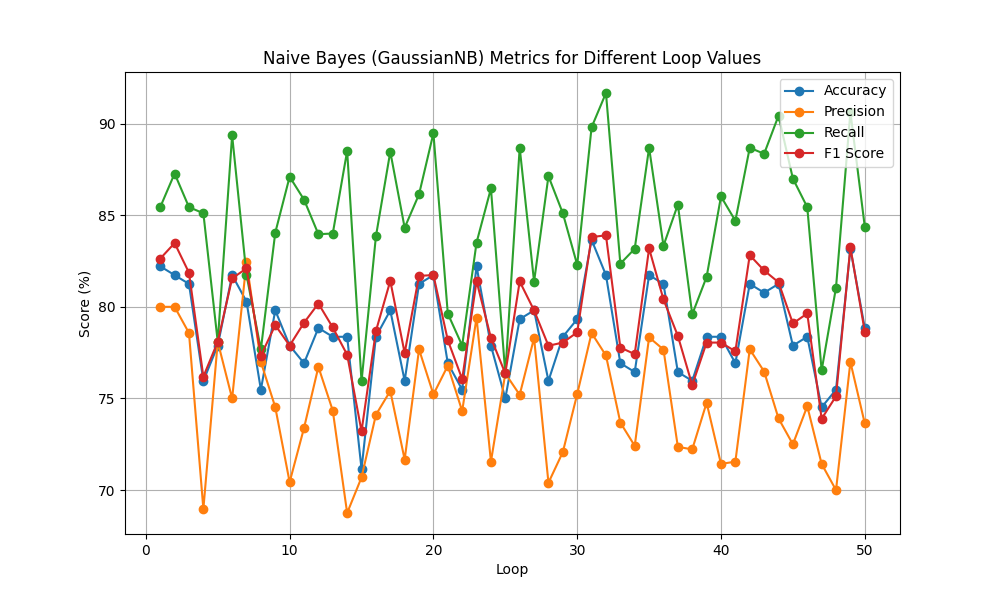 Naive Bayes (GaussianNB) Metrics for Different Loop Values
Accuracy
Precision
Recall
F1 Score
90
85
80
75
70
Score (%)
0 10 20 30 40 50
Loop